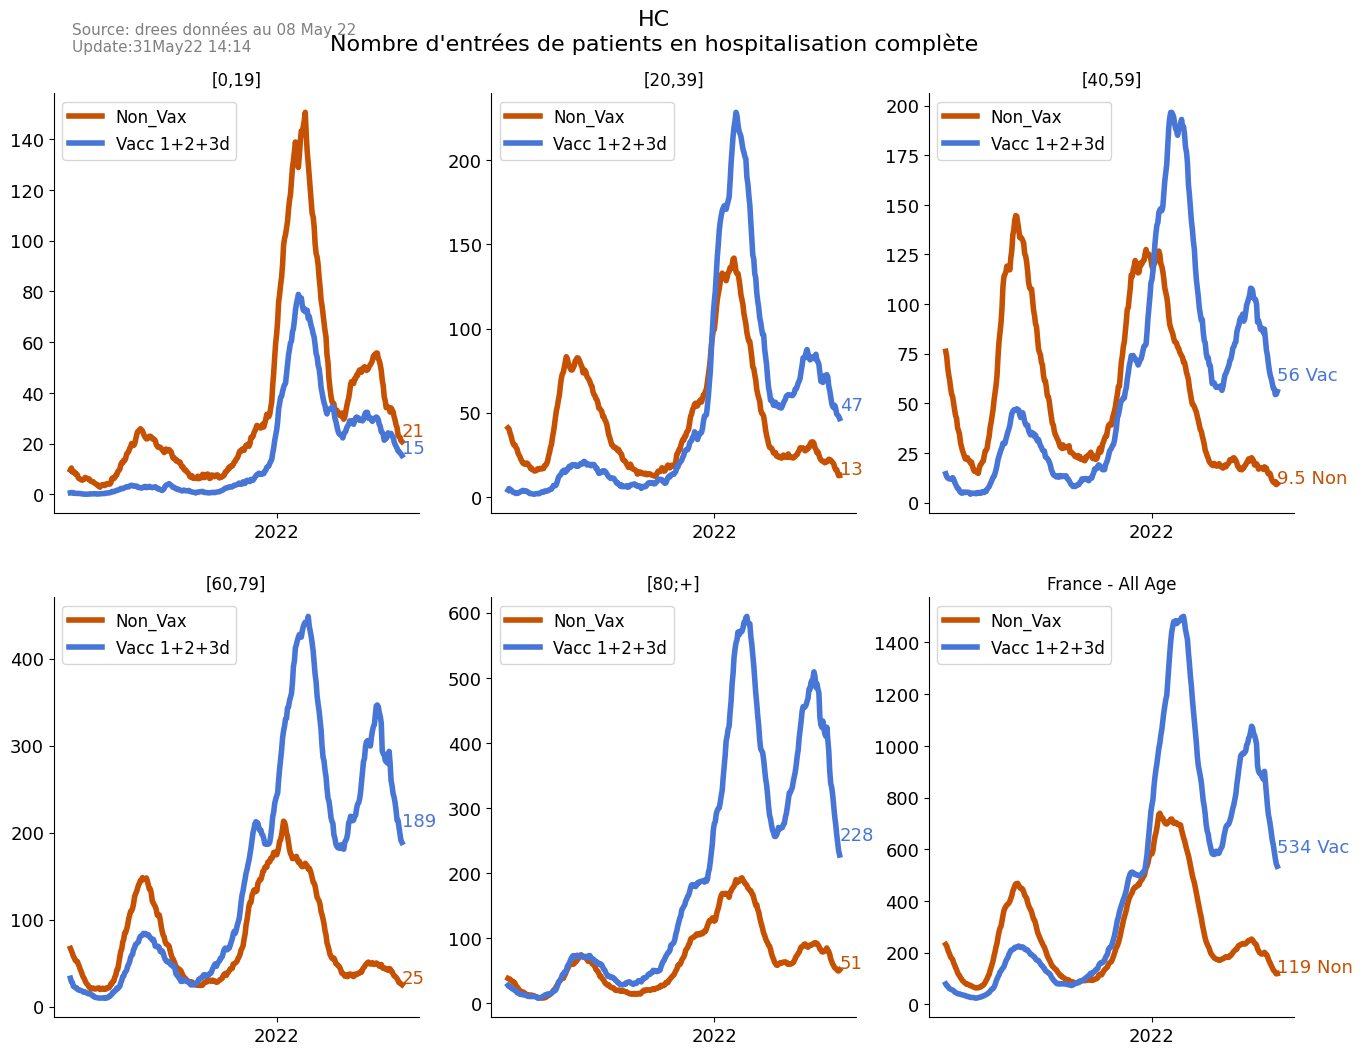 Source: drees données au 08 May 22
Update:31May22 14:14
HC
Nombre d'entrées de patients en hospitalisation complète
[0,19]
Non_Vax
Vacc 1+2+3d
140
120
100
80
60
40
20
0
21
15
2022
[20,39]
Non_Vax
Vacc 1+2+3d
200
150
100
50
0
47
13
2022
[40,59]
Non_Vax
Vacc 1+2+3d
200
175
150
125
100
75
50
25
0
56 Vac
9.5 Non
2022
[60,79]
Non_Vax
Vacc 1+2+3d
400
300
200
100
0
189
25
2022
[80;+]
Non_Vax
Vacc 1+2+3d
600
500
400
300
200
100
0
228
51
2022
France - All Age
Non_Vax
Vacc 1+2+3d
1400
1200
1000
800
600
400
200
0
534 Vac
119 Non
2022